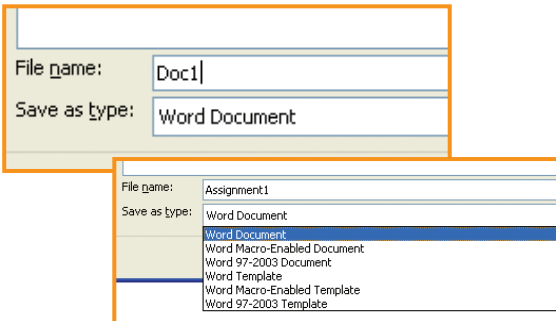 File name: Doc1
Save as type: Word Document
File name: Assignment1
Save as type: Word Document
Word Document
Word Macro-Enabled Document
Word 97-2003 Document
Word Template
Word Macro-Enabled Template
Word 97-2003 Template